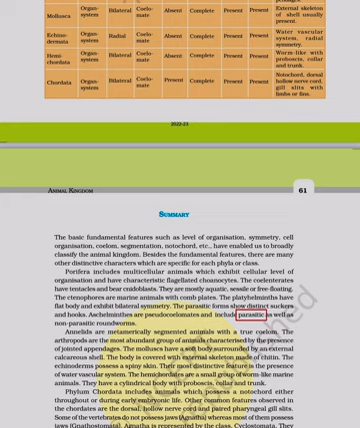 phalages.
Mollusca Organ-system Bilateral Coelo-mate Absent Complete Present Present External skeleton of shell usually present.
Echino-dermata Organ-system Radial Coelo-mate Absent Complete Present Present Water vascular system, radial symmetry.
Hemi-chordata Organ-system Bilateral Coelo-mate Absent Complete Present Present Worm-like with proboscis, collar and trunk.
Chordata Organ-system Bilateral Coelo-mate Present Complete Present Present Notochord, dorsal hollow nerve cord, gill slits with limbs or fins.
2022-23
ANIMAL KINGDOM 61
SUMMARY
The basic fundamental features such as level of organisation, symmetry, cell
organisation, coelom, segmentation, notochord, etc., have enabled us to broadly
classify the animal kingdom. Besides the fundamental features, there are many
other distinctive characters which are specific for each phyla or class.
Porifera includes multicellular animals which exhibit cellular level of
organisation and have characteristic flagellated choanocytes. The coelenterates
have tentacles and bear cnidoblasts. They are mostly aquatic, sessile or free-floating.
The ctenophores are marine animals with comb plates. The platyhelminths have
flat body and exhibit bilateral symmetry. The parasitic forms show distinct suckers
and hooks. Aschelminthes are pseudocoelomates and include parasitic as well as
non-parasitic roundworms.
Annelids are metamerically segmented animals with a true coelom. The
arthropods are the most abundant group of animals characterised by the presence
of jointed appendages. The molluscs have a soft body surrounded by an external
calcareous shell. The body is covered with external skeleton made of chitin. The
echinoderms possess a spiny skin. Their most distinctive feature is the presence
of water vascular system. The hemichordates are a small group of worm-like marine
animals. They have a cylindrical body with proboscis, collar and trunk.
Phylum Chordata includes animals which possess a notochord either
throughout or during early embryonic life. Other common features observed in
the chordates are the dorsal, hollow nerve cord and paired pharyngeal gill slits.
Some of the vertebrates do not possess jaws (Agnatha) whereas most of them possess
jaws (Gnathostomata). Agnatha is represented by the class, Cyclostomata. They